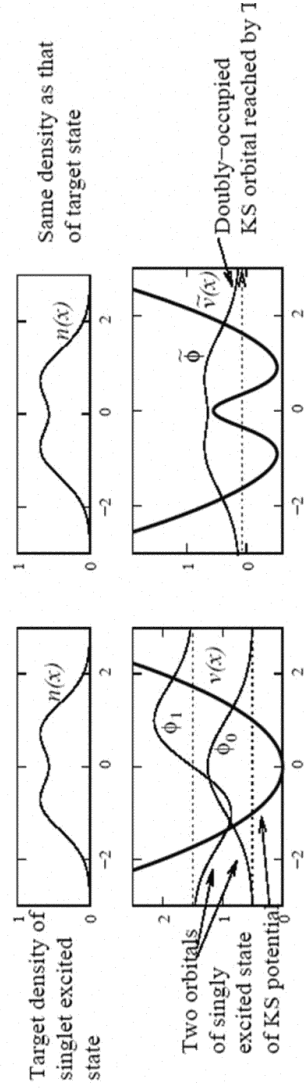 Target density of
singlet excited
state
1
0
n(x)
−2
0
2
1
0
n(x)
−2
0
2
Same density as that
of target state
Two orbitals
of singly
excited state
of KS potentia
2
1
0
ϕ₁
ϕ₀
v(x)
−2
0
2
1
0
ϕ̃
ṽ(x)
−2
0
2
Doubly−occupied
KS orbital reached by T